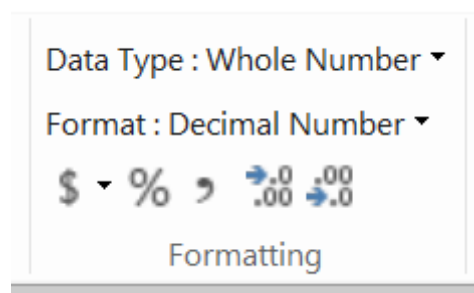 Data Type : Whole Number
Format : Decimal Number
$ % , .0 .00 .00 .0
Formatting